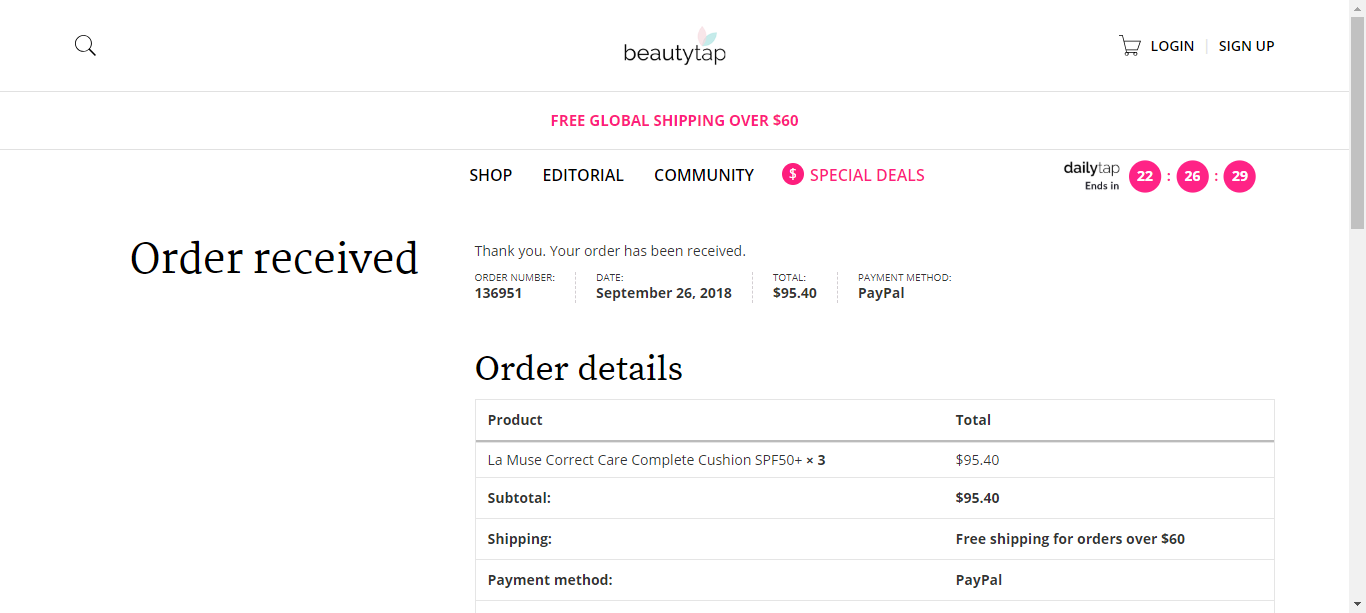 beautytap
LOGIN SIGN UP
FREE GLOBAL SHIPPING OVER $60
SHOP EDITORIAL COMMUNITY $ SPECIAL DEALS
dailytap
Ends in
22 : 26 : 29
Order received
Thank you. Your order has been received.
ORDER NUMBER: DATE: TOTAL: PAYMENT METHOD:
136951 September 26, 2018 $95.40 PayPal
Order details
Product Total
La Muse Correct Care Complete Cushion SPF50+ × 3 $95.40
Subtotal: $95.40
Shipping: Free shipping for orders over $60
Payment method: PayPal